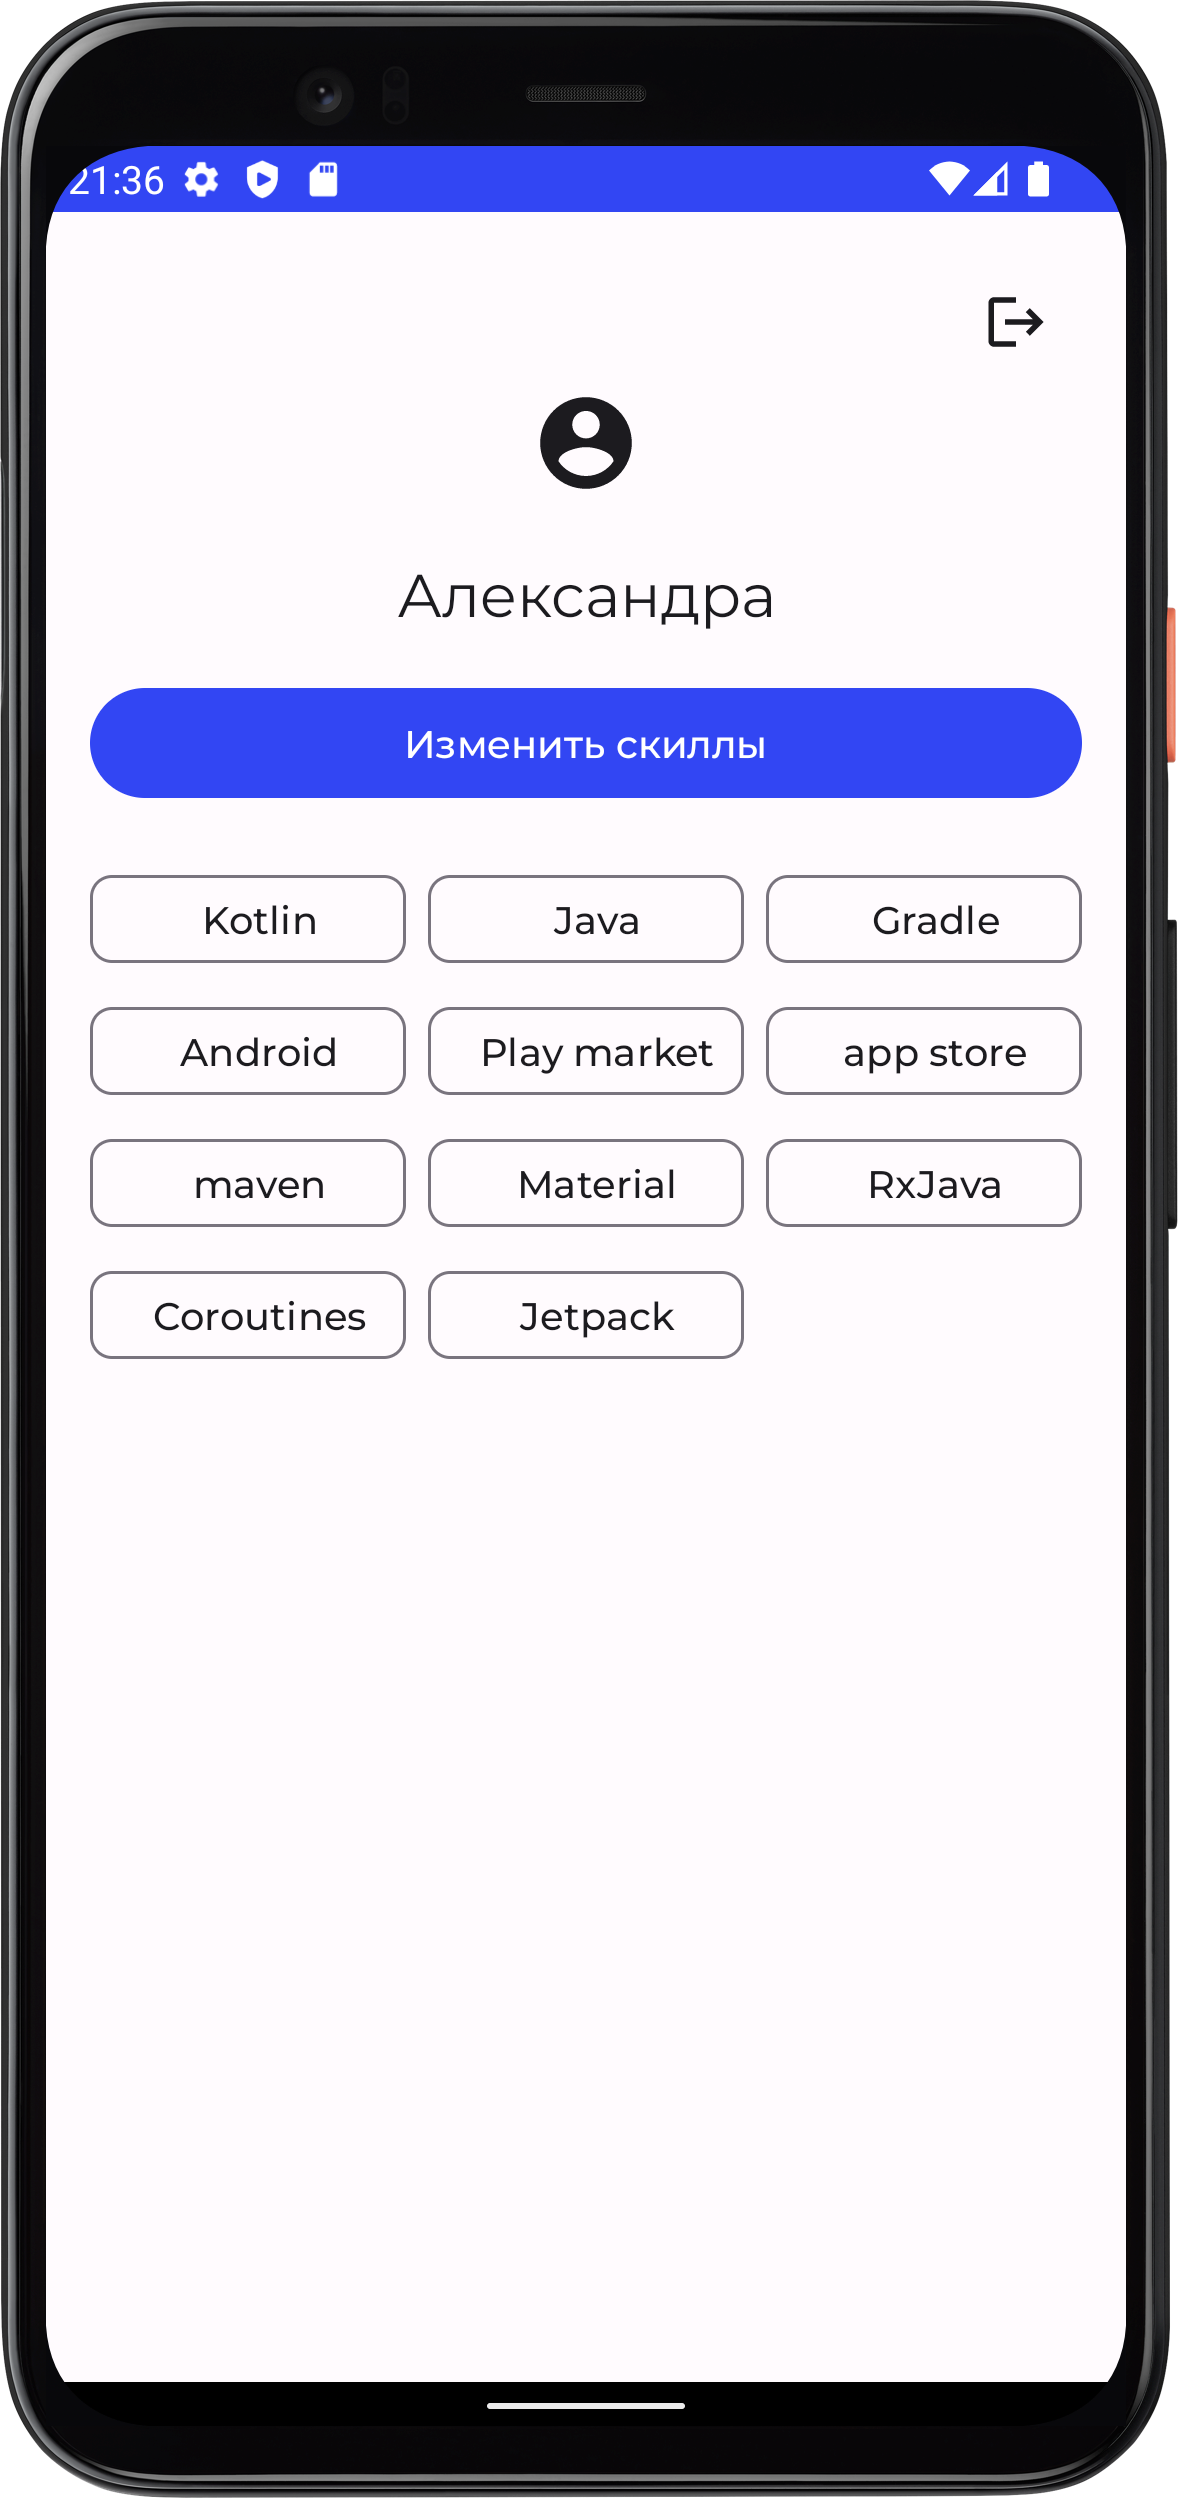 21:36
Александра
Изменить скиллы
Kotlin Java Gradle
Android Play market app store
maven Material RxJava
Coroutines Jetpack